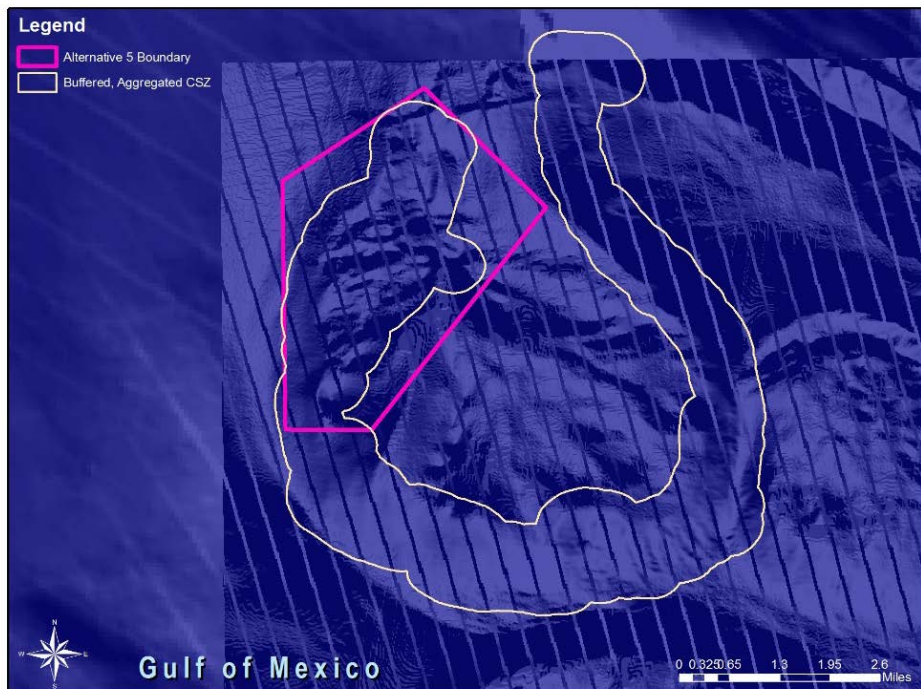 Legend
Alternative 5 Boundary
Buffered, Aggregated CSZ
N
W E
S
Gulf of Mexico
0 0.325 0.65 1.3 1.95 2.6
Miles